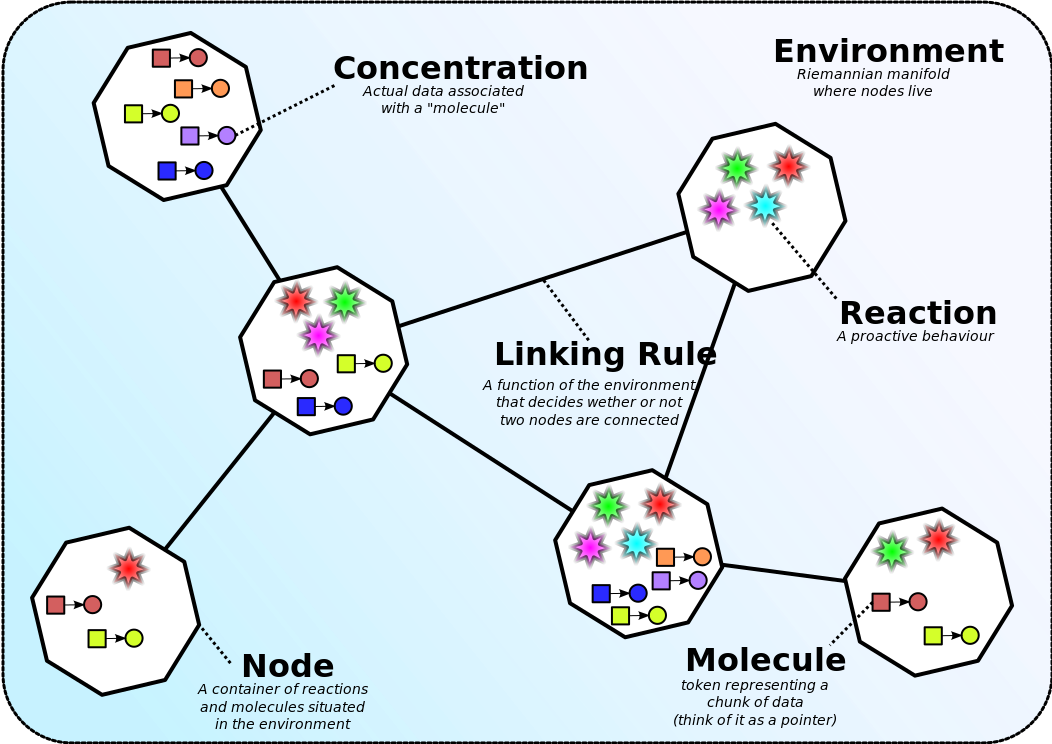 Concentration
Actual data associated
with a "molecule"
Environment
Riemannian manifold
where nodes live
Reaction
A proactive behaviour
Linking Rule
A function of the environment
that decides wether or not
two nodes are connected
Node
A container of reactions
and molecules situated
in the environment
Molecule
token representing a
chunk of data
(think of it as a pointer)